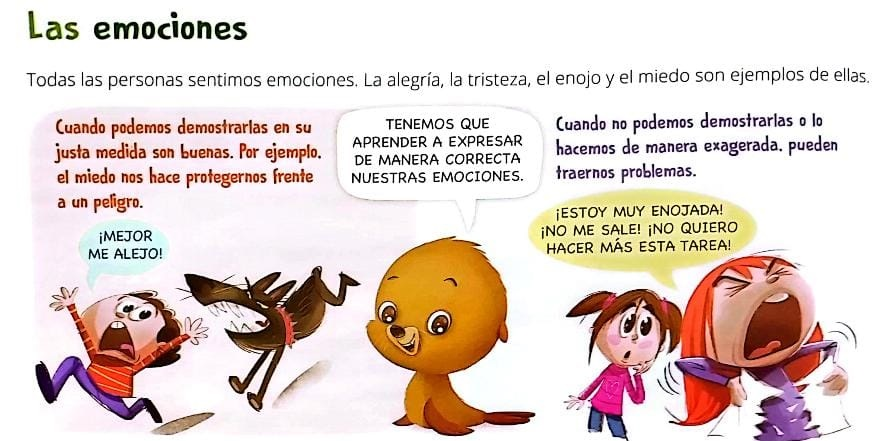 Las emociones
Todas las personas sentimos emociones. La alegría, la tristeza, el enojo y el miedo son ejemplos de ellas.
Cuando podemos demostrarlas en su
justa medida son buenas. Por ejemplo,
el miedo nos hace protegernos frente
a un peligro.
¡MEJOR
ME ALEJO!
TENEMOS QUE
APRENDER A EXPRESAR
DE MANERA CORRECTA
NUESTRAS EMOCIONES.
Cuando no podemos demostrarlas o lo
hacemos de manera exagerada, pueden
traernos problemas.
¡ESTOY MUY ENOJADA!
¡NO ME SALE! ¡NO QUIERO
HACER MÁS ESTA TAREA!